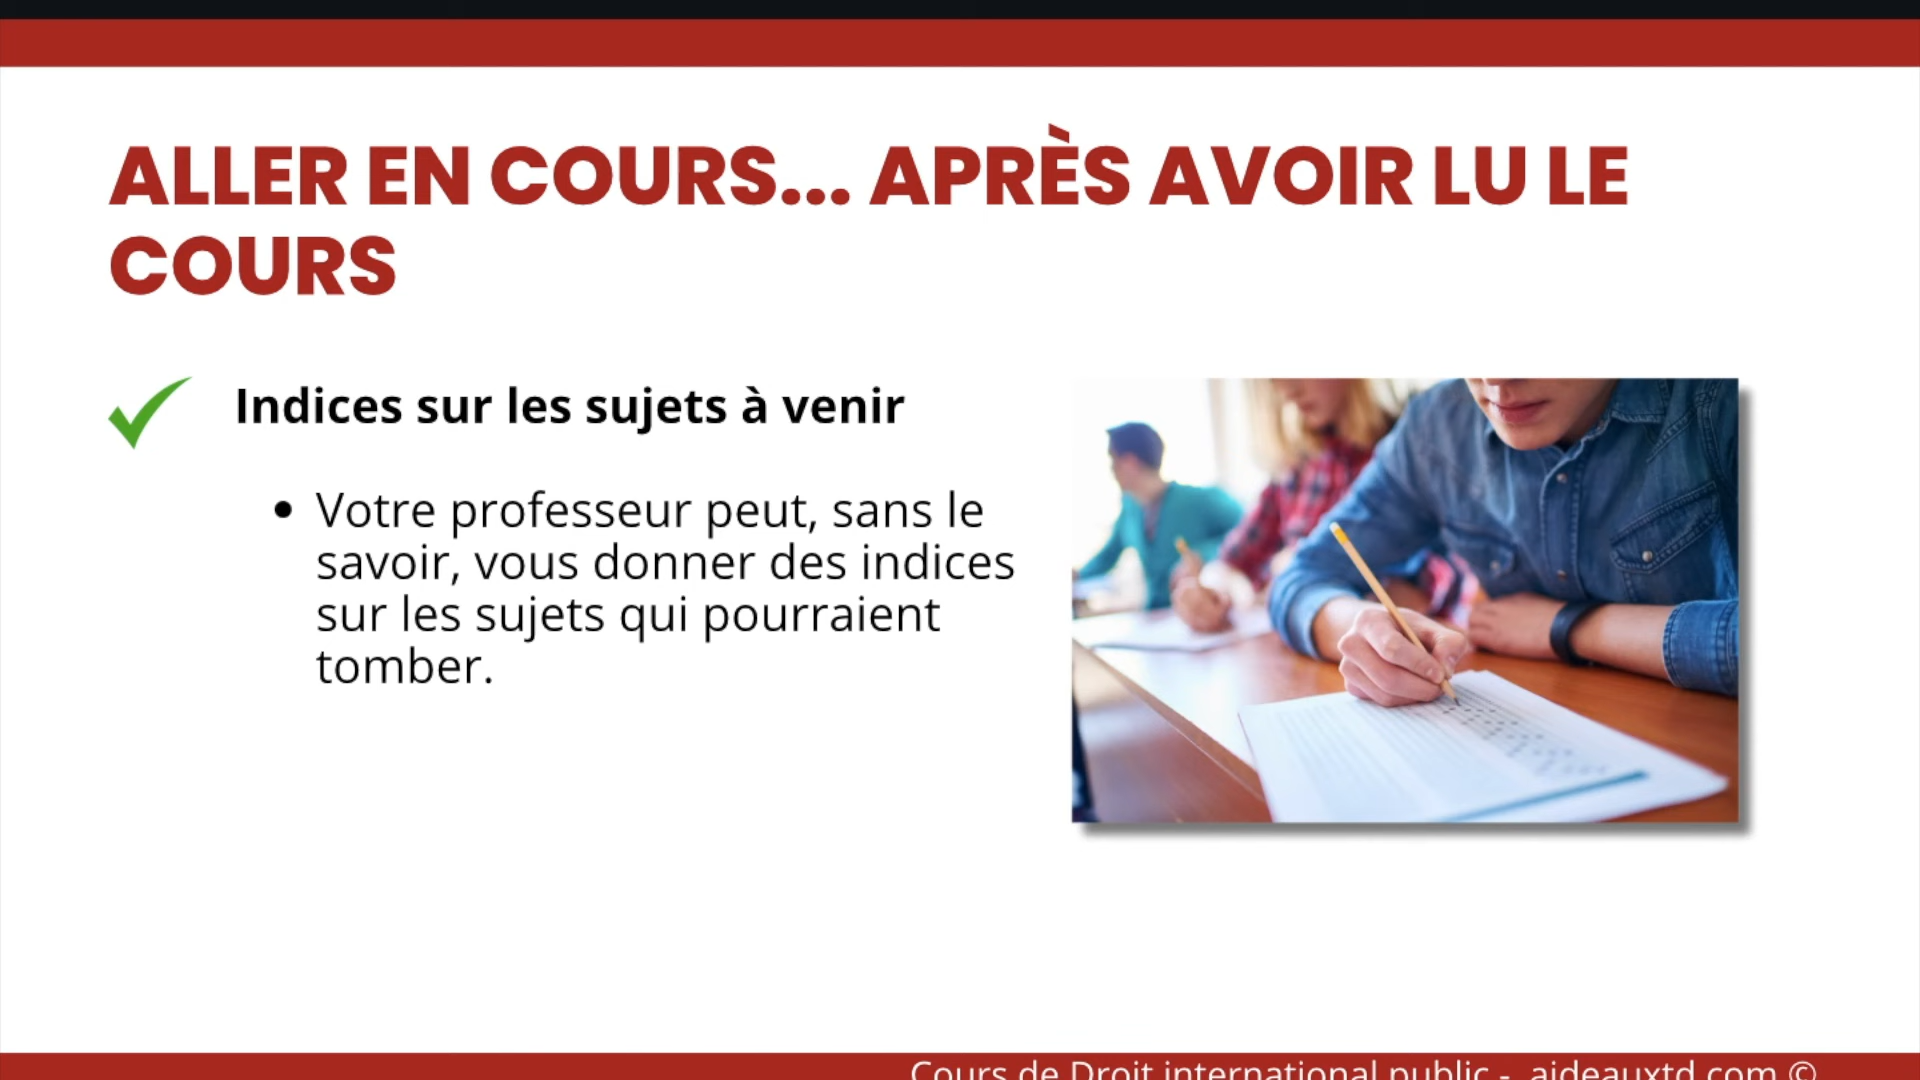 ALLER EN COURS... APRÈS AVOIR LU LE
COURS
Indices sur les sujets à venir
• Votre professeur peut, sans le
savoir, vous donner des indices
sur les sujets qui pourraient
tomber.
Cours de Droit international public - aideauxtd.com ©